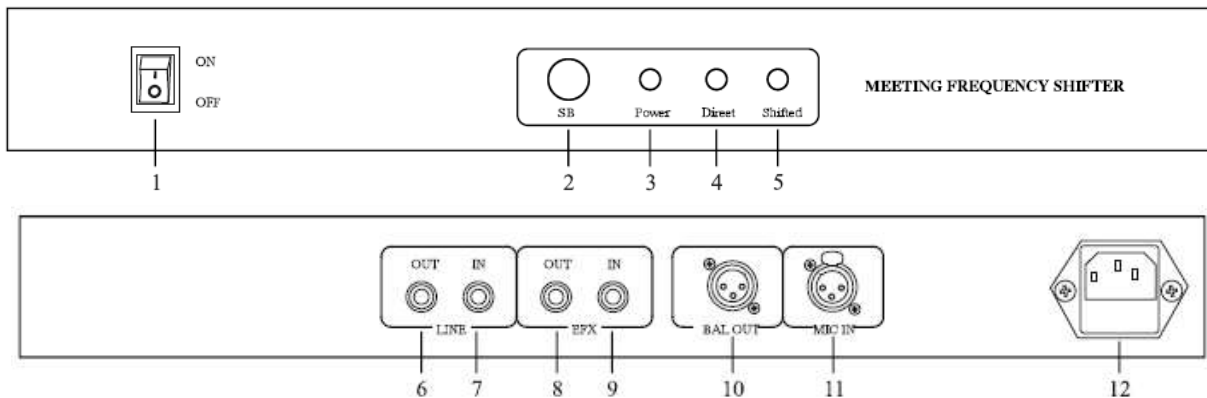 ON
OFF
SB Power Direet Shifted
MEETING FREQUENCY SHIFTER
1 2 3 4 5
OUT IN OUT IN
LINE EFX BAL OUT MIC IN
6 7 8 9 10 11 12